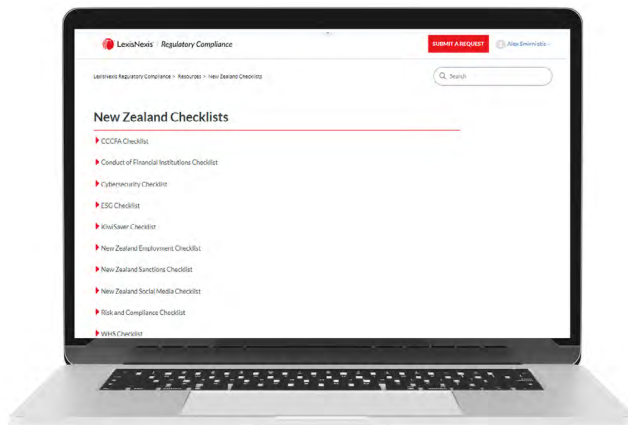 LexisNexis | Regulatory Compliance
SUBMIT A REQUEST
LexisNexis Regulatory Compliance > Resources > New Zealand Checklists
Search
New Zealand Checklists
CCCFA Checklist
Conduct of Financial Institutions Checklist
Cybersecurity Checklist
ESG Checklist
KiwiSaver Checklist
New Zealand Employment Checklist
New Zealand Sanctions Checklist
New Zealand Social Media Checklist
Risk and Compliance Checklist
WHS Checklist